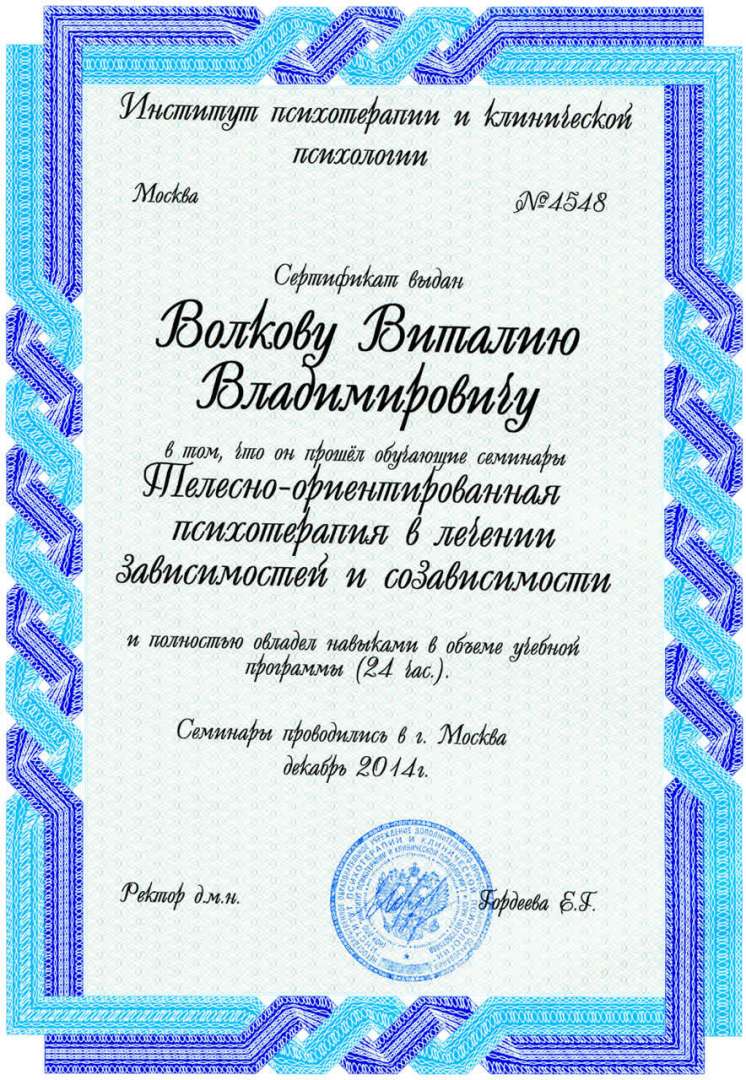 Институт психотерапии и клинической
психологии
Москва
№4548
Сертификат выдан
Волкову Виталию
Владимировичу
в том, что он прошёл обучающие семинары
Телесно-ориентированная
психотерапия в лечении
зависимостей и созависимости
и полностью овладел навыками в объеме учебной
программы (24 час.).
Семинары проводились в г. Москва
декабрь 2014г.
Ректор д.м.н.
Гордеева Е.Г.